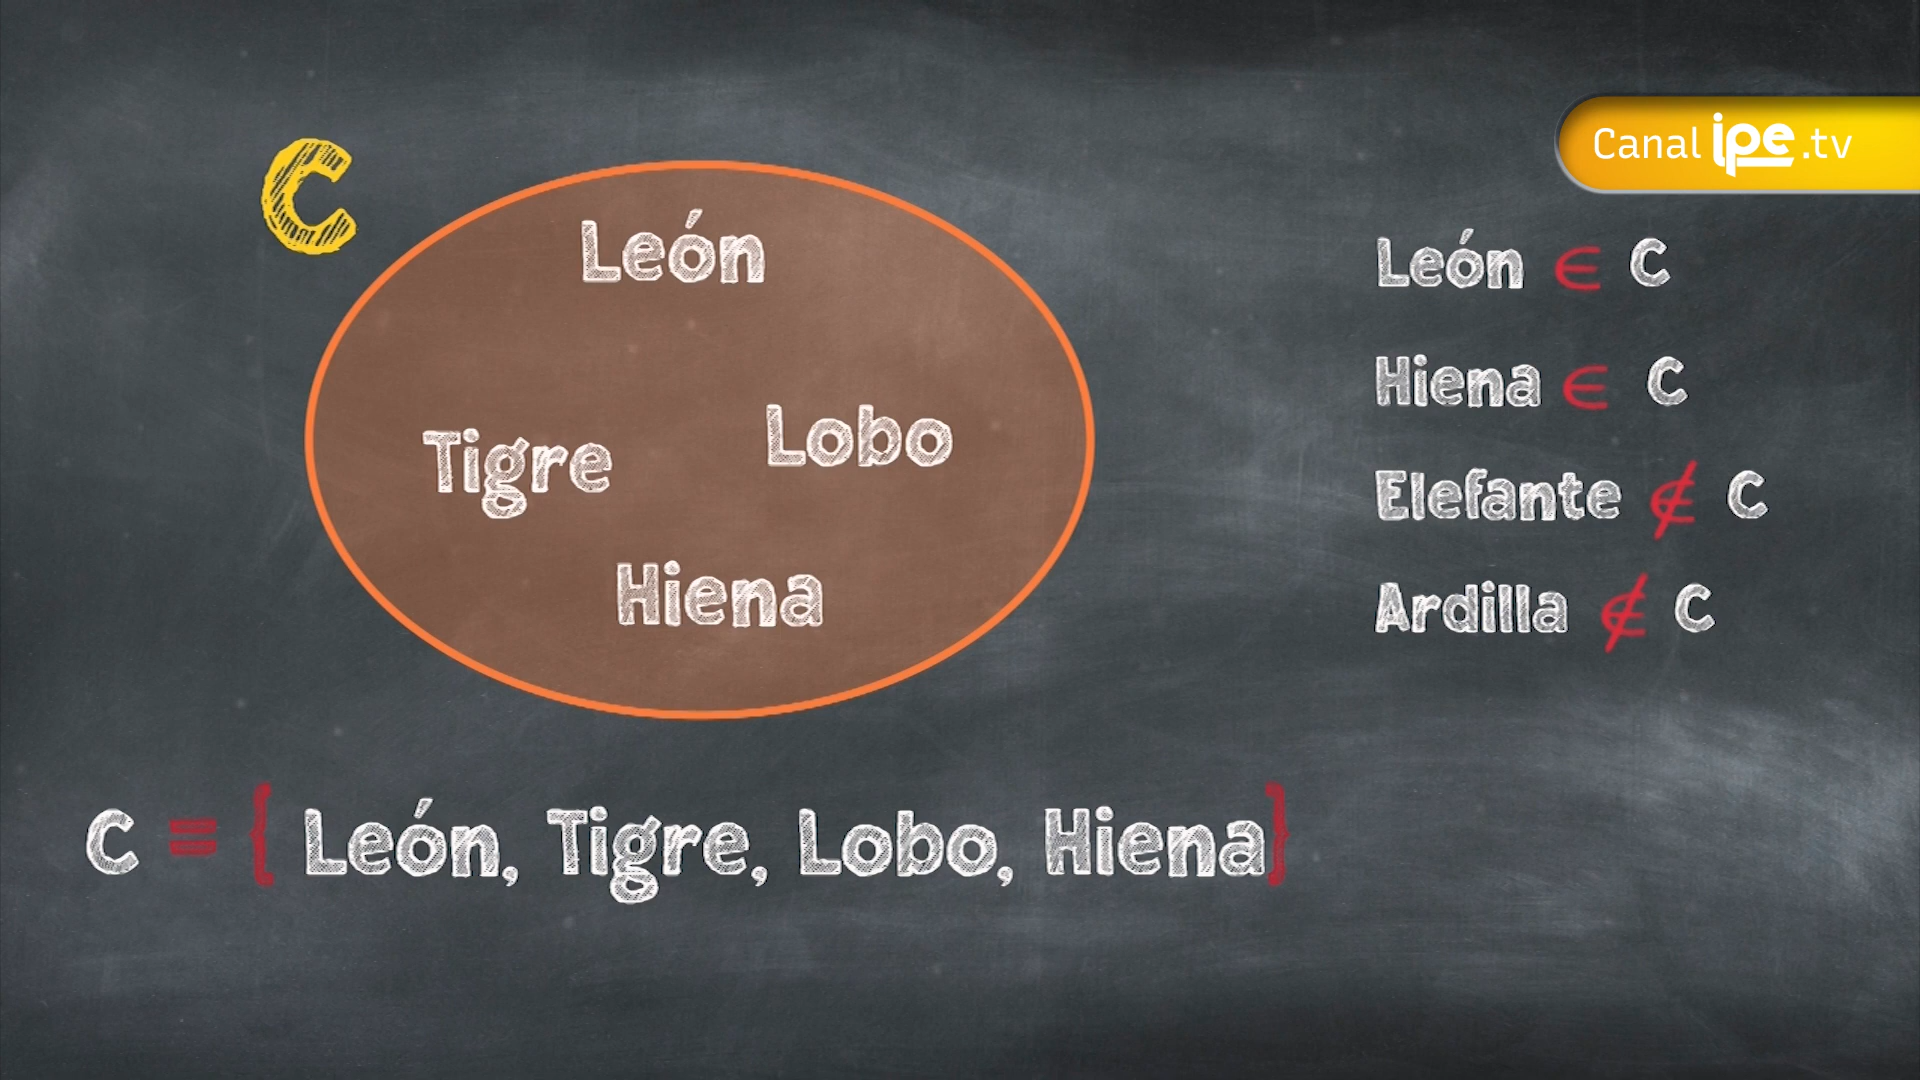 Canal ipe.tv
C
León
Tigre
Lobo
Hiena
León ∈ C
Hiena ∈ C
Elefante ∉ C
Ardilla ∉ C
C = { León, Tigre, Lobo, Hiena}